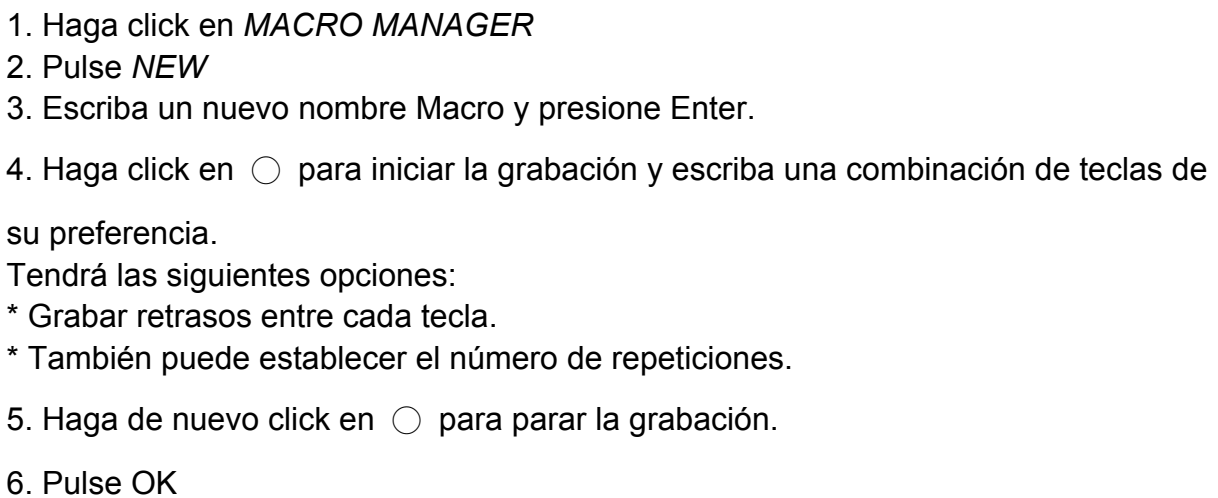 1. Haga click en MACRO MANAGER
2. Pulse NEW
3. Escriba un nuevo nombre Macro y presione Enter.
4. Haga click en ○ para iniciar la grabación y escriba una combinación de teclas de
su preferencia.
Tendrá las siguientes opciones:
* Grabar retrasos entre cada tecla.
* También puede establecer el número de repeticiones.
5. Haga de nuevo click en ○ para parar la grabación.
6. Pulse OK